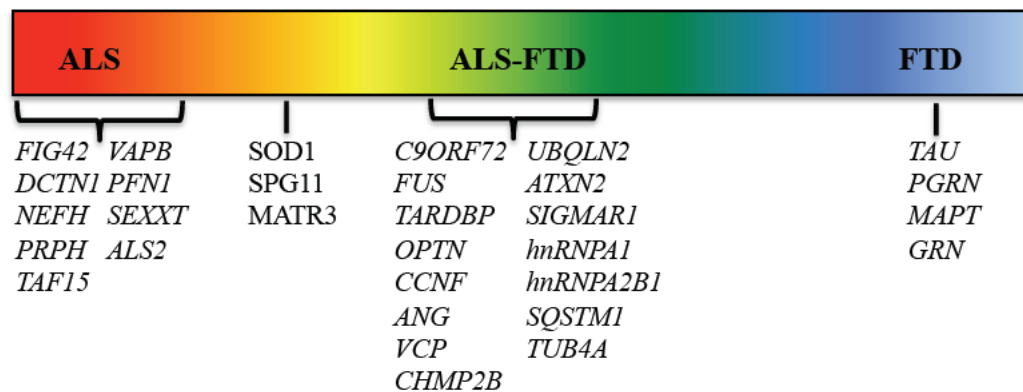 ALS ALS-FTD FTD
FIG42 VAPB SOD1 C9ORF72 UBQLN2 TAU
DCTN1 PFN1 SPG11 FUS ATXN2 PGRN
NEFH SEXXT MATR3 TARDBP SIGMAR1 MAPT
PRPH ALS2 OPTN hnRNPA1 GRN
TAF15 CCNF hnRNPA2B1
ANG SQSTM1
VCP TUB4A
CHMP2B